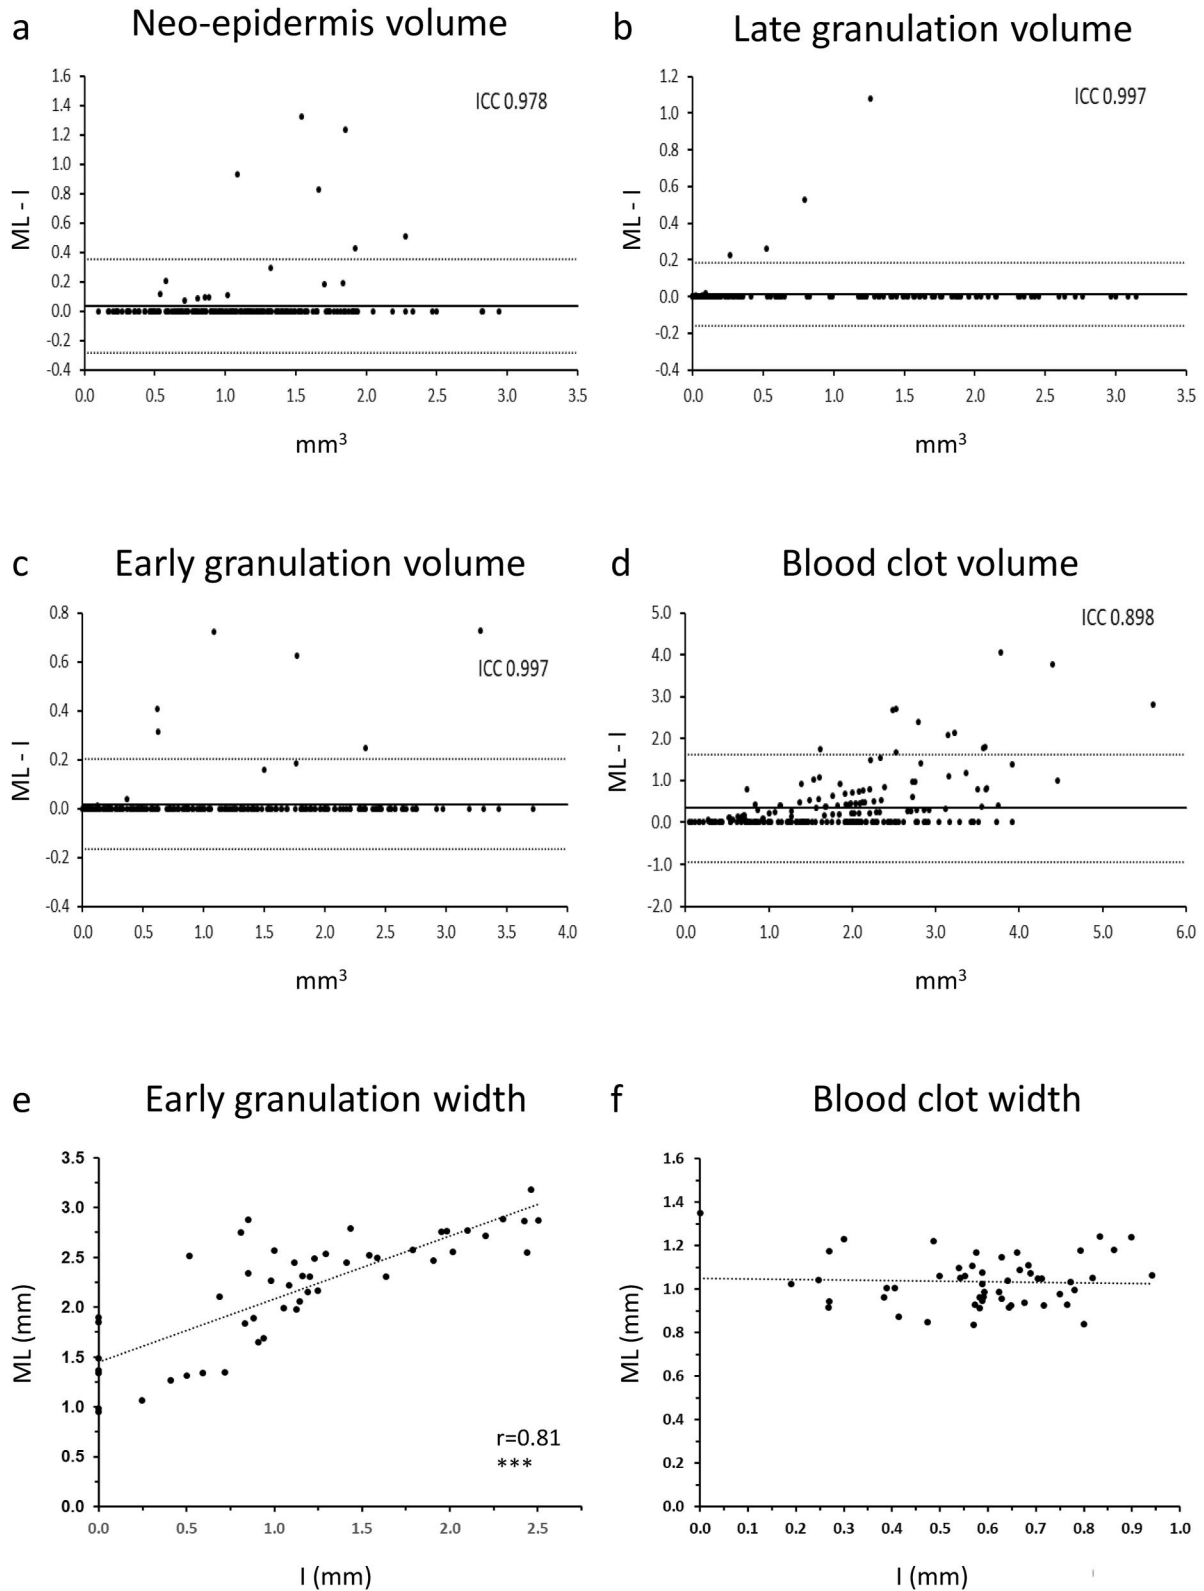 a Neo-epidermis volume
ICC 0.978
ML - I
1.6
1.4
1.2
1.0
0.8
0.6
0.4
0.2
0.0
-0.2
-0.4
0.0 0.5 1.0 1.5 2.0 2.5 3.0 3.5
mm³
b Late granulation volume
ICC 0.997
ML - I
1.2
1.0
0.8
0.6
0.4
0.2
0.0
-0.2
-0.4
0.0 0.5 1.0 1.5 2.0 2.5 3.0 3.5
mm³
c Early granulation volume
ICC 0.997
ML - I
0.8
0.6
0.4
0.2
0.0
-0.2
-0.4
0.0 0.5 1.0 1.5 2.0 2.5 3.0 3.5 4.0
mm³
d Blood clot volume
ICC 0.898
ML - I
5.0
4.0
3.0
2.0
1.0
0.0
-1.0
-2.0
0.0 1.0 2.0 3.0 4.0 5.0 6.0
mm³
e Early granulation width
ML (mm)
3.5
3.0
2.5
2.0
1.5
1.0
0.5
0.0
r=0.81
***
0.0 0.5 1.0 1.5 2.0 2.5
I (mm)
f Blood clot width
ML (mm)
1.6
1.4
1.2
1.0
0.8
0.6
0.4
0.2
0.0
0.0 0.1 0.2 0.3 0.4 0.5 0.6 0.7 0.8 0.9 1.0
I (mm)